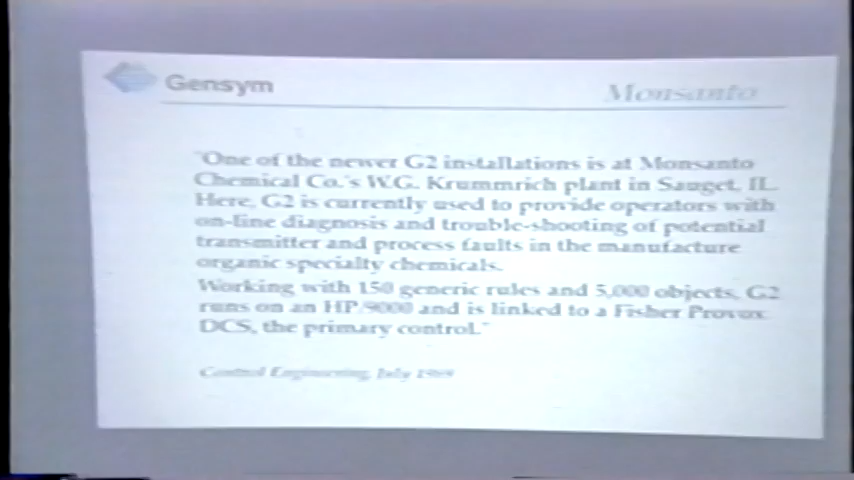 Gensym
Monsanto
"One of the newer G2 installations is at Monsanto
Chemical Co.'s W.G. Krummrich plant in Sauget, IL.
Here, G2 is currently used to provide operators with
on-line diagnosis and trouble-shooting of potential
transmitter and process faults in the manufacture
organic specialty chemicals.
Working with 150 generic rules and 5,000 objects, G2
runs on an HP/9000 and is linked to a Fisher Provox
DCS, the primary control."
Control Engineering, July 1989